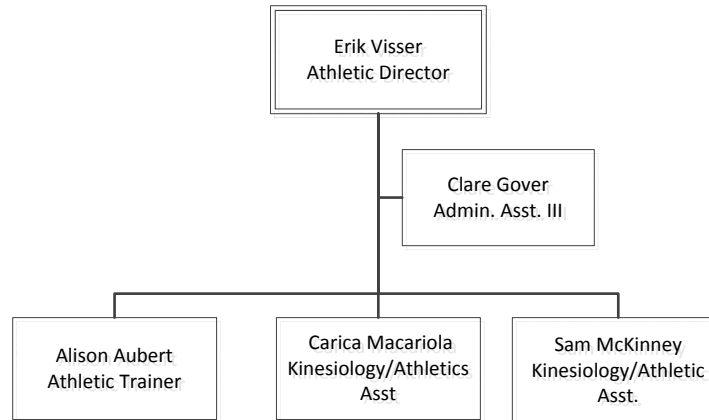 Erik Visser
Athletic Director
Clare Gover
Admin. Asst. III
Alison Aubert
Athletic Trainer
Carica Macariola
Kinesiology/Athletics
Asst
Sam McKinney
Kinesiology/Athletic
Asst.